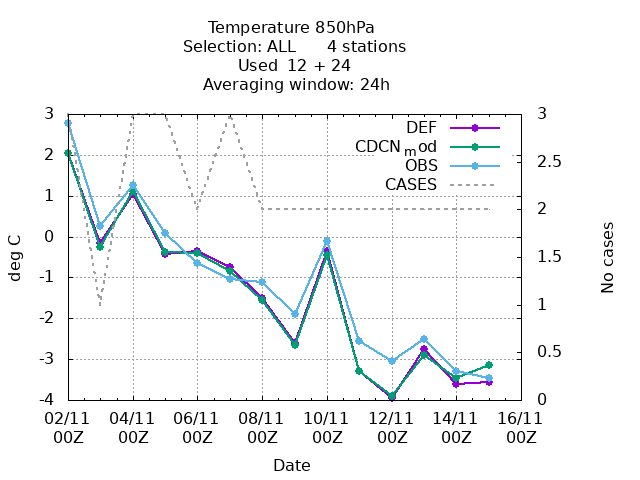 Temperature 850hPa
Selection: ALL 4 stations
Used 12 + 24
Averaging window: 24h
DEF
CDCNmod
OBS
CASES
3
2
1
0
-1
-2
-3
-4
3
2.5
2
1.5
1
0.5
0
deg C
No cases
02/11 04/11 06/11 08/11 10/11 12/11 14/11 16/11
00Z 00Z 00Z 00Z 00Z 00Z 00Z 00Z
Date